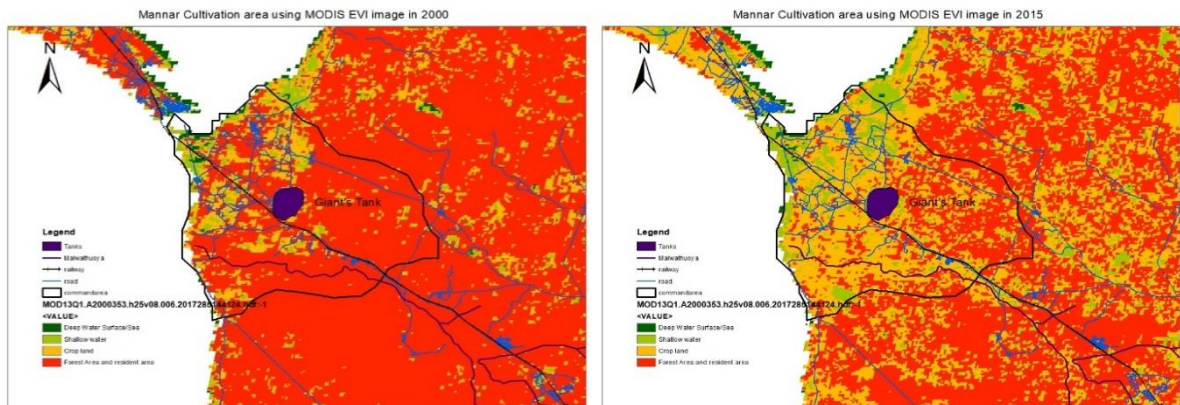 Mannar Cultivation area using MODIS EVI image in 2000
N
Giant's Tank
Legend
Tanks
Malwathuoya
railway
road
commandarea
<VALUE>
Deep Water Surface/Sea
Shallow water
Crop land
Forest Area and resident area
Mannar Cultivation area using MODIS EVI image in 2015
N
Giant's Tank
Legend
Tanks
Malwathuoya
railway
road
commandarea
<VALUE>
Deep Water Surface/Sea
Shallow water
Crop land
Forest Area and resident area